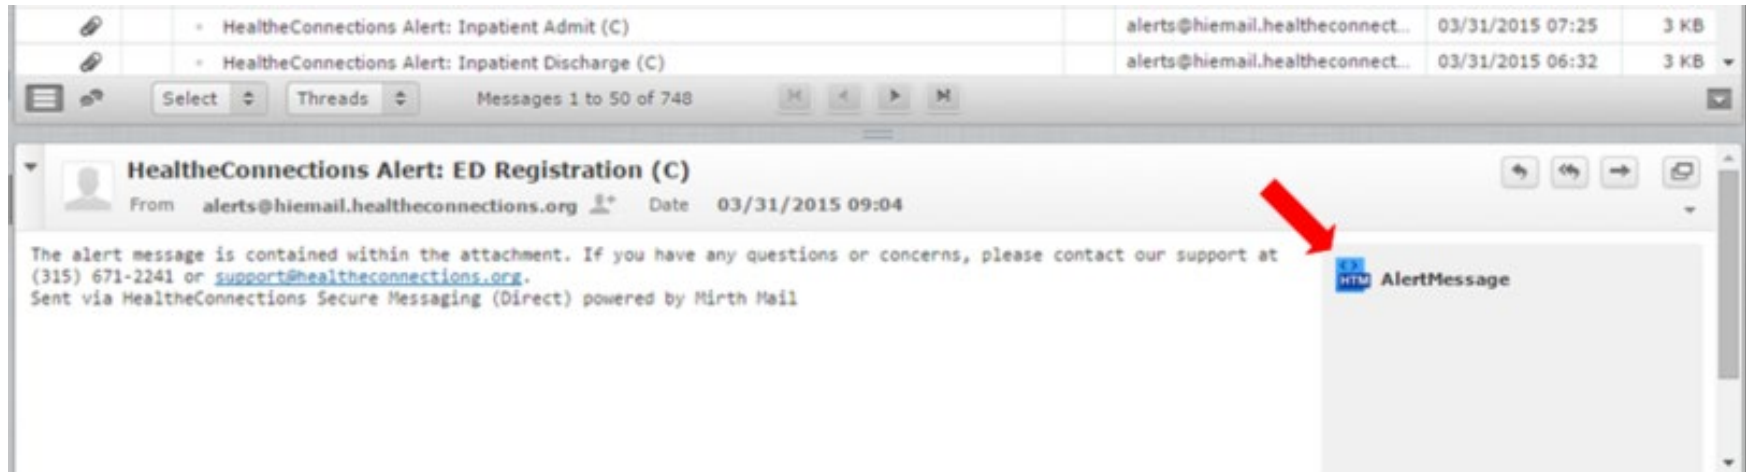 HealtheConnections Alert: Inpatient Admit (C) alerts@hiemail.healtheconnect... 03/31/2015 07:25 3 KB
HealtheConnections Alert: Inpatient Discharge (C) alerts@hiemail.healtheconnect... 03/31/2015 06:32 3 KB
Select Threads Messages 1 to 50 of 748
HealtheConnections Alert: ED Registration (C)
From alerts@hiemail.healtheconnections.org Date 03/31/2015 09:04
The alert message is contained within the attachment. If you have any questions or concerns, please contact our support at
(315) 671-2241 or support@healtheconnections.org.
Sent via HealtheConnections Secure Messaging (Direct) powered by Mirth Mail
HTM AlertMessage